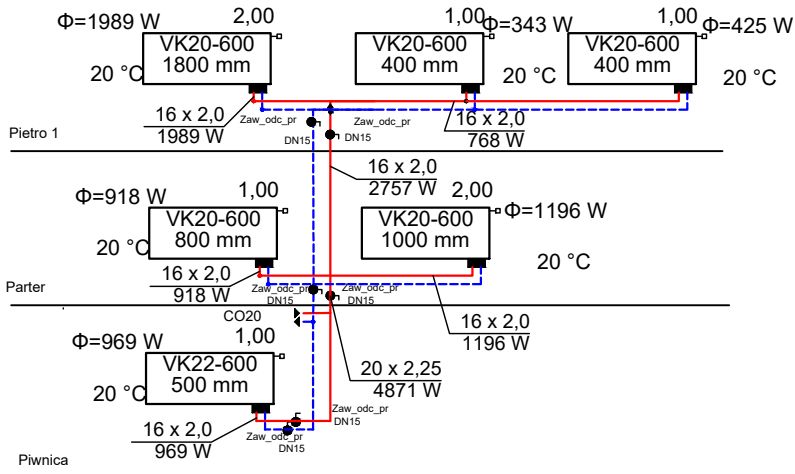 Φ=1989 W
2,00
VK20-600
1800 mm
20 °C
16 x 2,0
1989 W
1,00
Φ=343 W
VK20-600
400 mm
20 °C
1,00
Φ=425 W
VK20-600
400 mm
20 °C
Zaw_odc_pr
DN15
Zaw_odc_pr
DN15
16 x 2,0
768 W
Pietro 1
16 x 2,0
2757 W
Φ=918 W
1,00
VK20-600
800 mm
20 °C
16 x 2,0
918 W
2,00
Φ=1196 W
VK20-600
1000 mm
20 °C
Parter
Zaw_odc_pr
DN15
Zaw_odc_pr
DN15
CO20
16 x 2,0
1196 W
Φ=969 W
1,00
VK22-600
500 mm
20 °C
20 x 2,25
4871 W
16 x 2,0
969 W
Zaw_odc_pr
DN15
Zaw_odc_pr
DN15
Piwnica